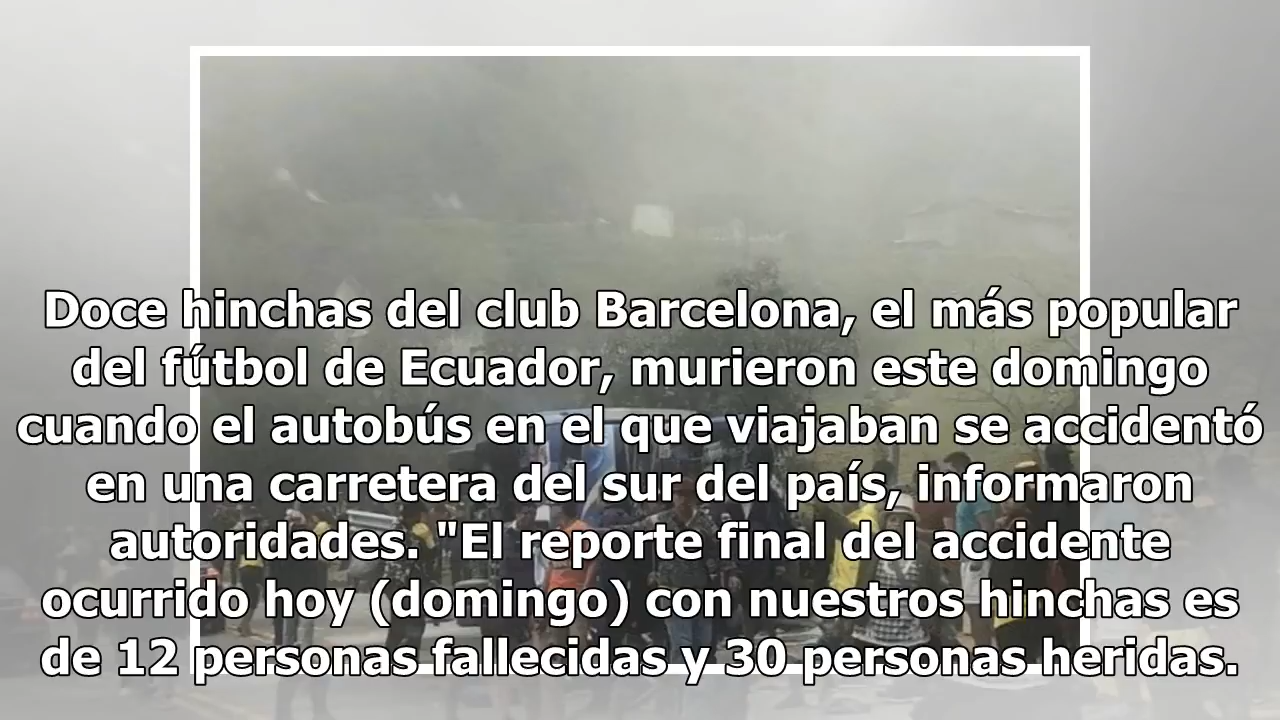 Doce hinchas del club Barcelona, el más popular
del fútbol de Ecuador, murieron este domingo
cuando el autobús en el que viajaban se accidentó
en una carretera del sur del país, informaron
autoridades. "El reporte final del accidente
ocurrido hoy (domingo) con nuestros hinchas es
de 12 personas fallecidas y 30 personas heridas.